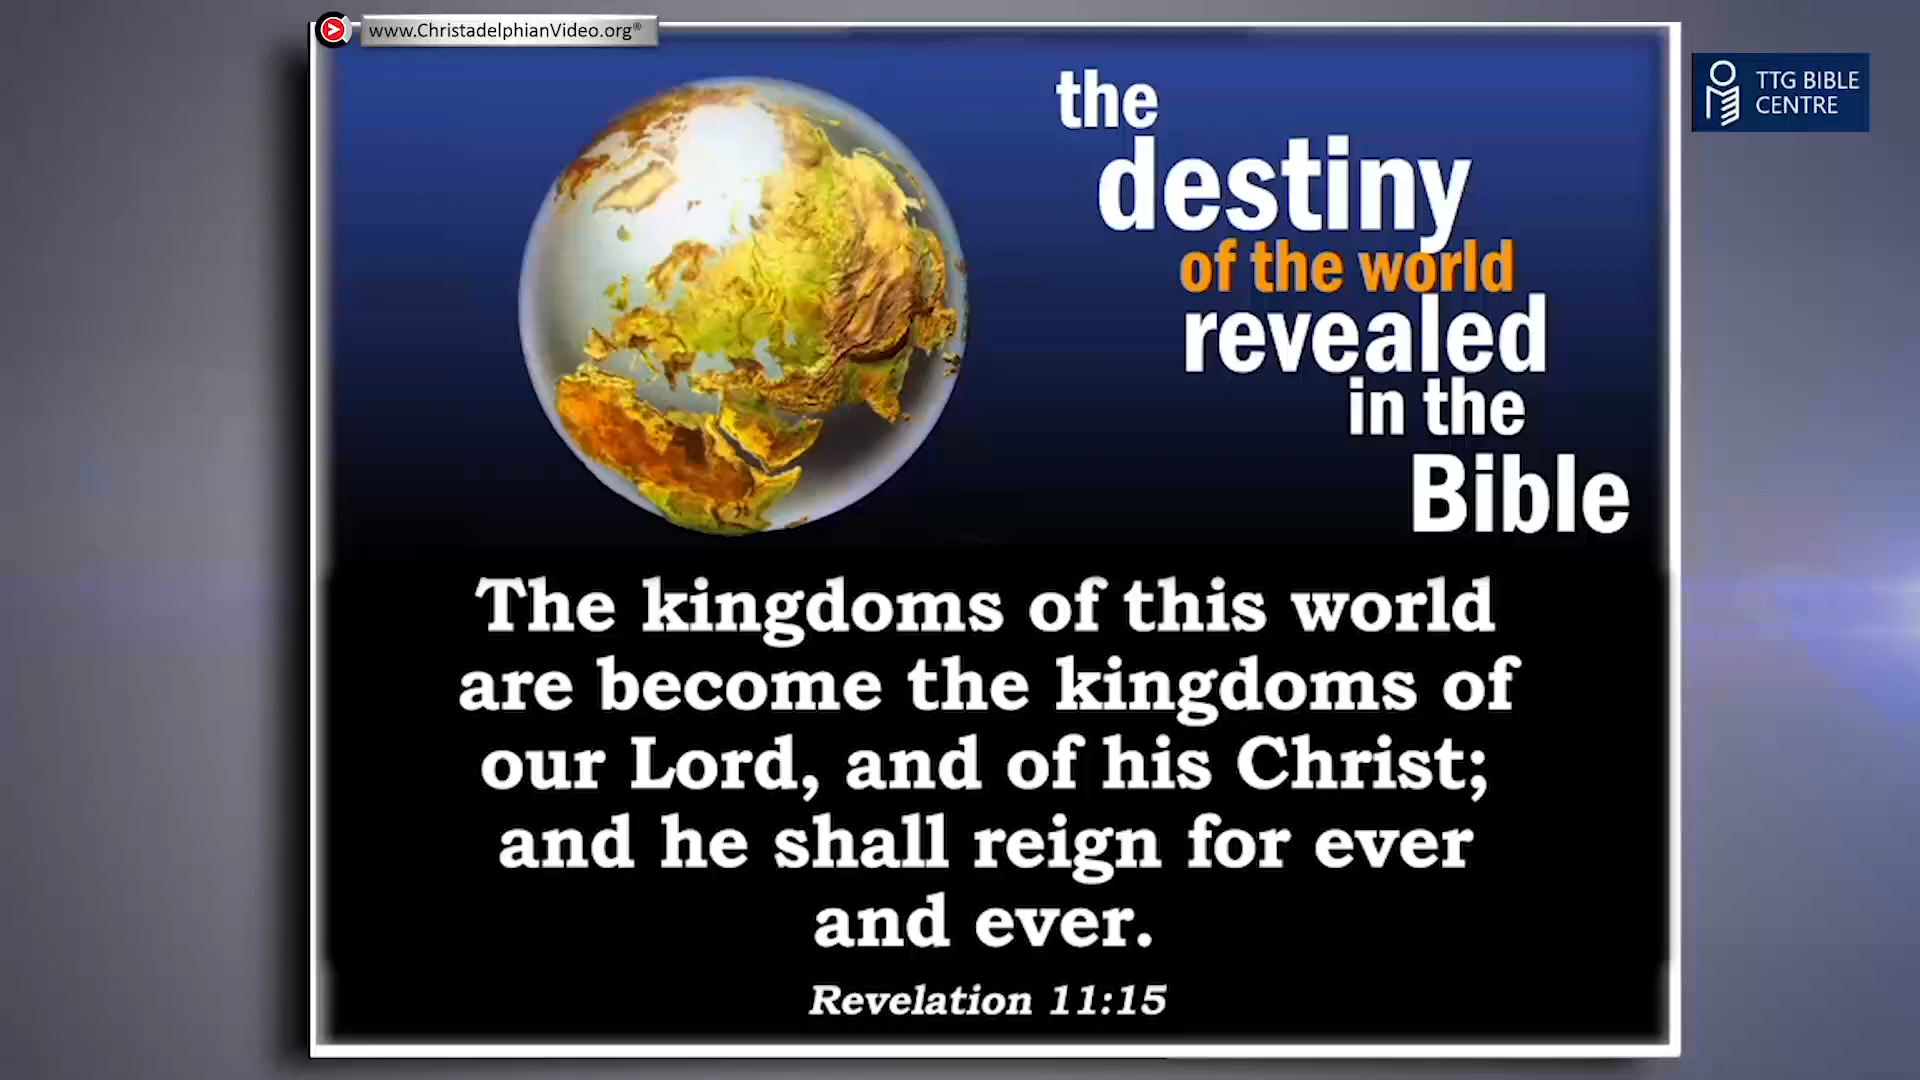 www.ChristadelphianVideo.org®
TTG BIBLE
CENTRE
the
destiny
of the world
revealed
in the
Bible
The kingdoms of this world
are become the kingdoms of
our Lord, and of his Christ;
and he shall reign for ever
and ever.
Revelation 11:15